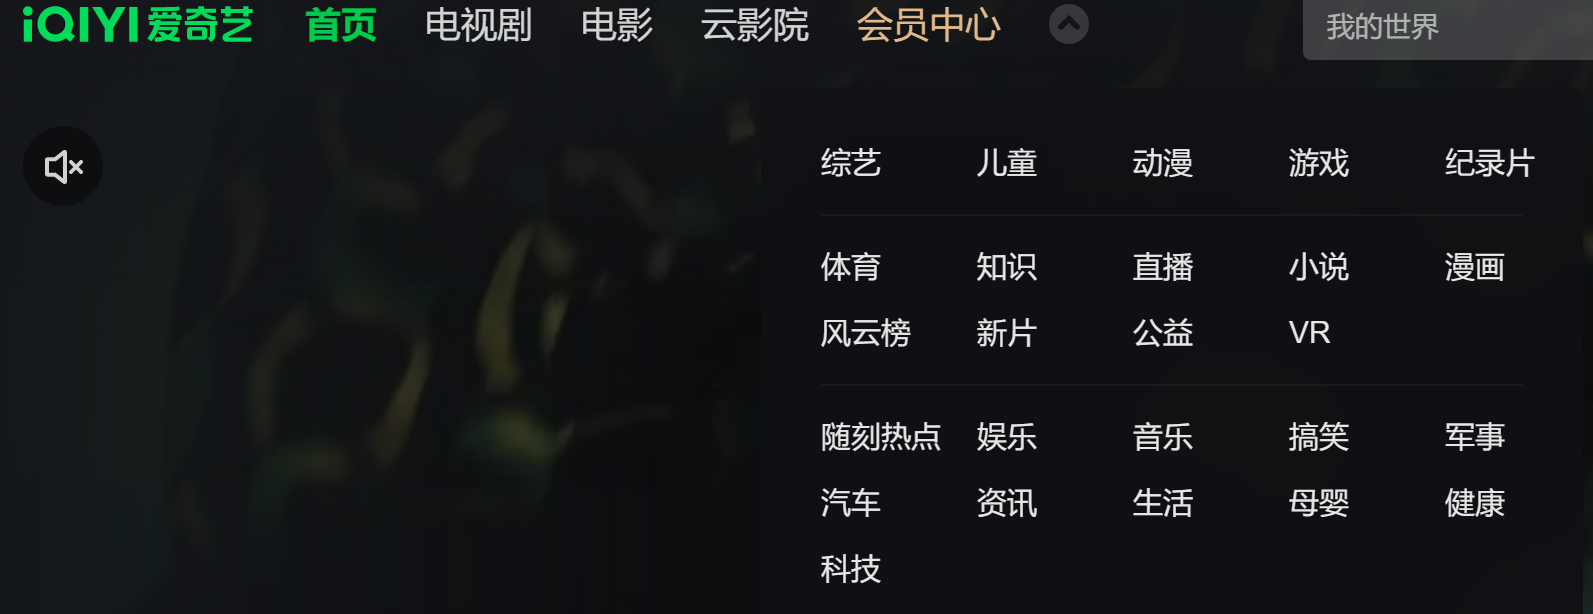 iQIYI 爱奇艺 首页 电视剧 电影 云影院 会员中心 我的世界
综艺 儿童 动漫 游戏 纪录片
体育 知识 直播 小说 漫画
风云榜 新片 公益 VR
随刻热点 娱乐 音乐 搞笑 军事
汽车 资讯 生活 母婴 健康
科技